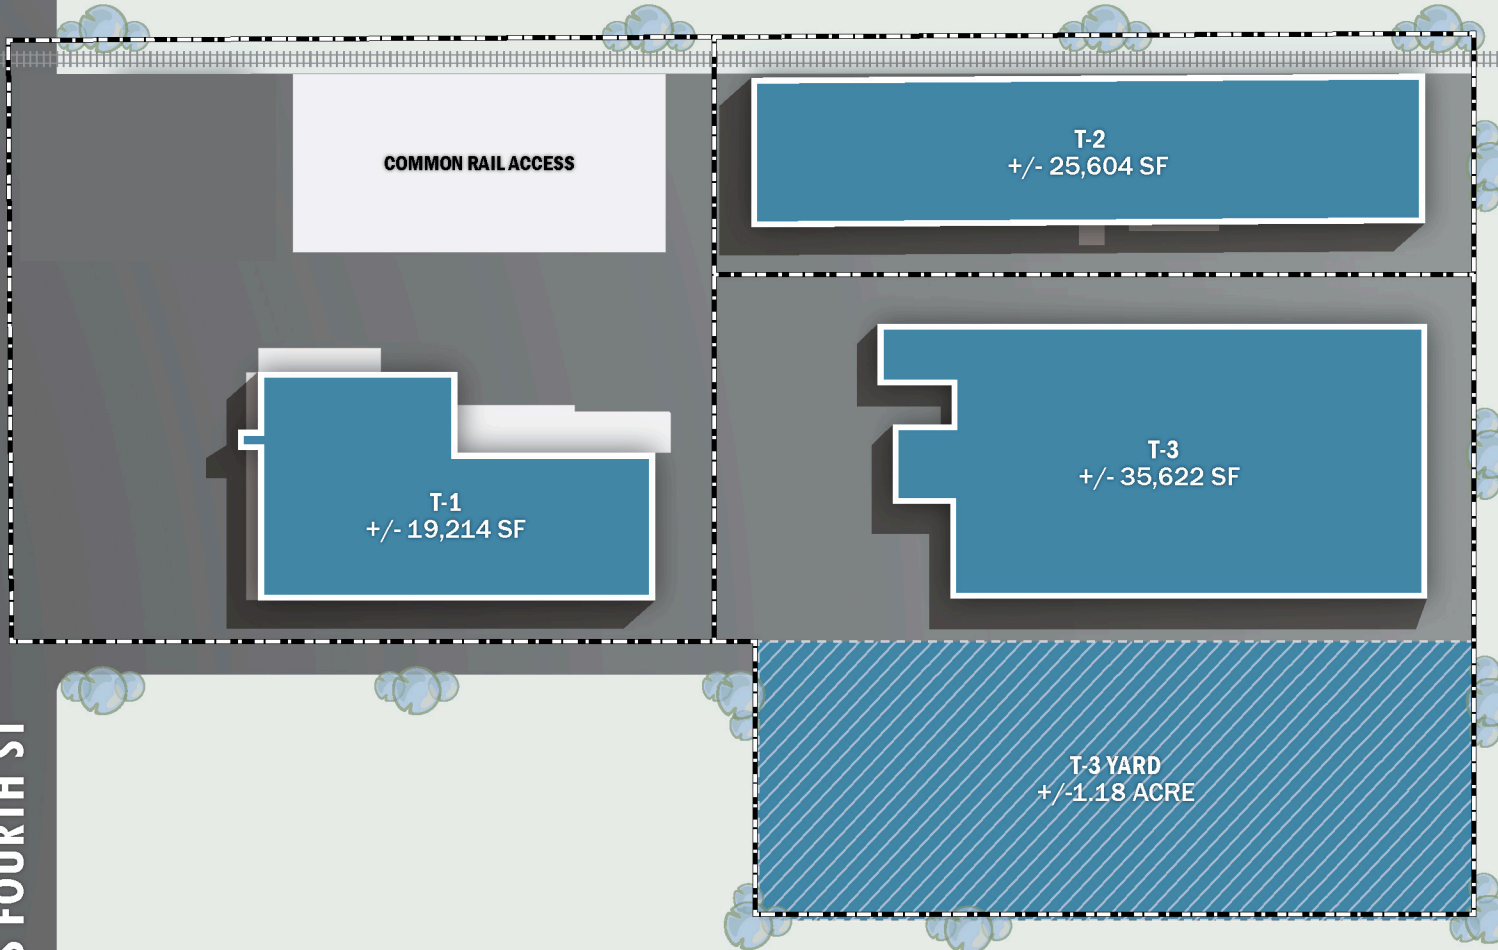 COMMON RAIL ACCESS
T-2
+/- 25,604 SF
T-3
+/- 35,622 SF
T-1
+/- 19,214 SF
T-3 YARD
+/-1.18 ACRE
S FOURTH ST